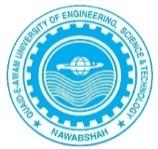 QUAID-E-AWAM UNIVERSITY OF ENGINEERING, SCIENCE & TECHNOLOGY
NAWABSHAH